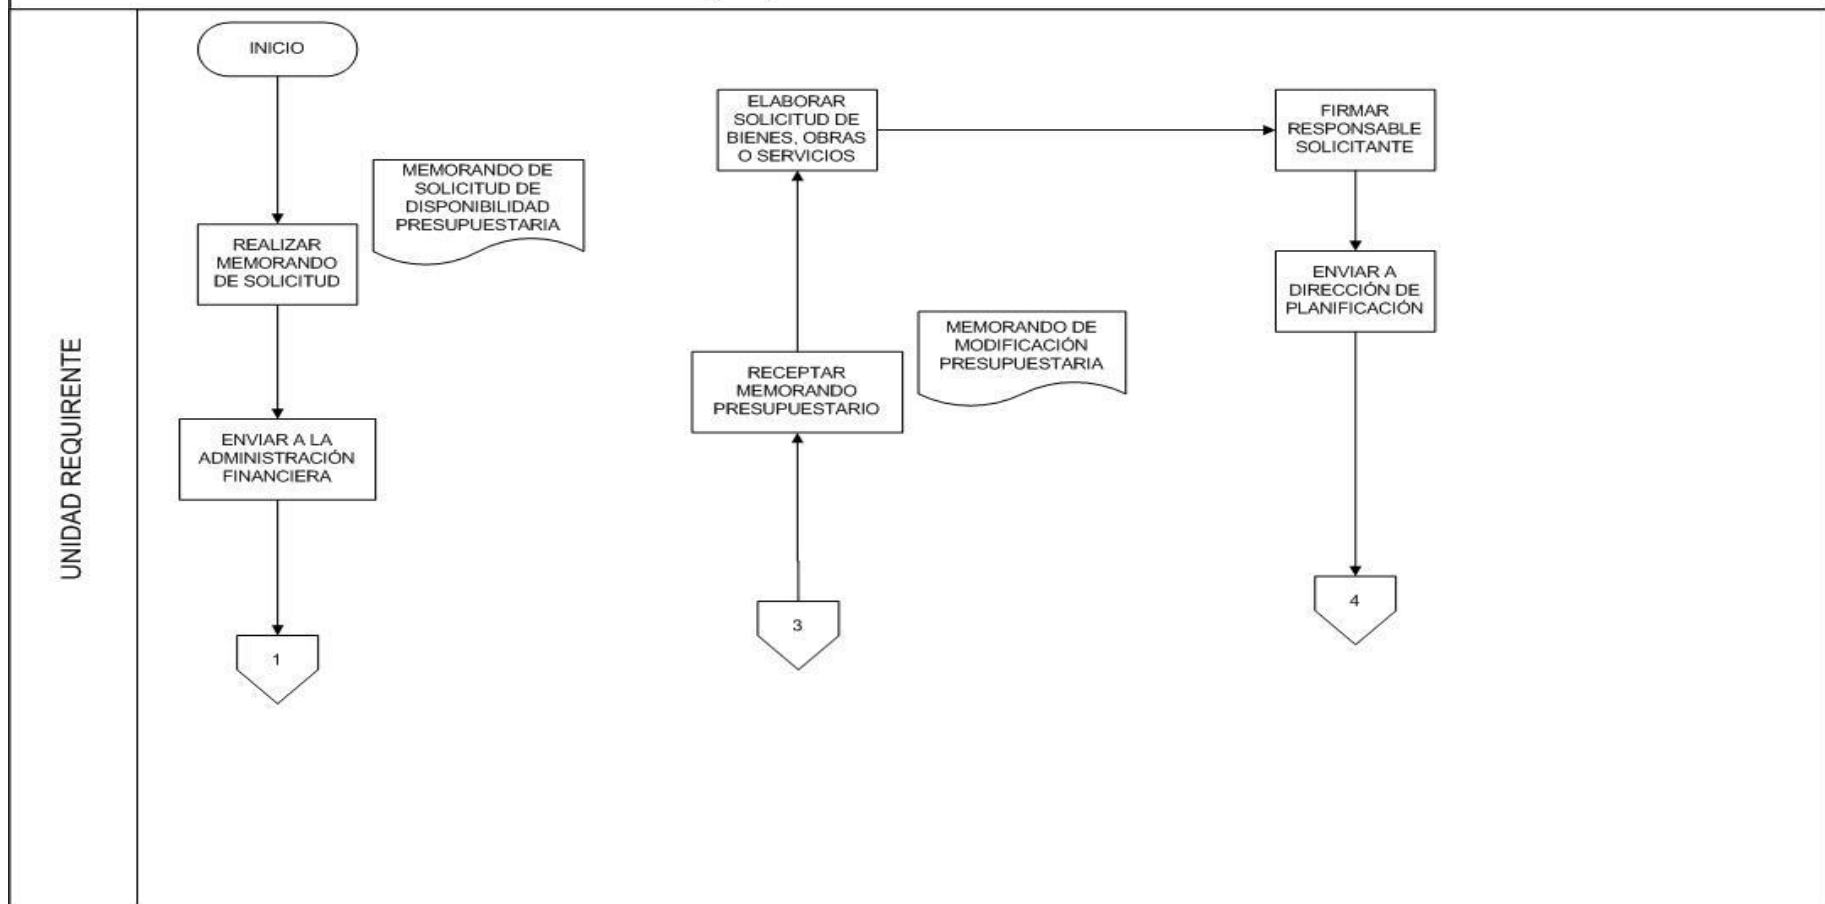 UNIDAD REQUIRENTE
INICIO
MEMORANDO DE
SOLICITUD DE
DISPONIBILIDAD
PRESUPUESTARIA
REALIZAR
MEMORANDO
DE SOLICITUD
ENVIAR A LA
ADMINISTRACIÓN
FINANCIERA
1
ELABORAR
SOLICITUD DE
BIENES, OBRAS
O SERVICIOS
MEMORANDO DE
MODIFICACIÓN
PRESUPUESTARIA
RECEPTAR
MEMORANDO
PRESUPUESTARIO
3
FIRMAR
RESPONSABLE
SOLICITANTE
ENVIAR A
DIRECCIÓN DE
PLANIFICACIÓN
4